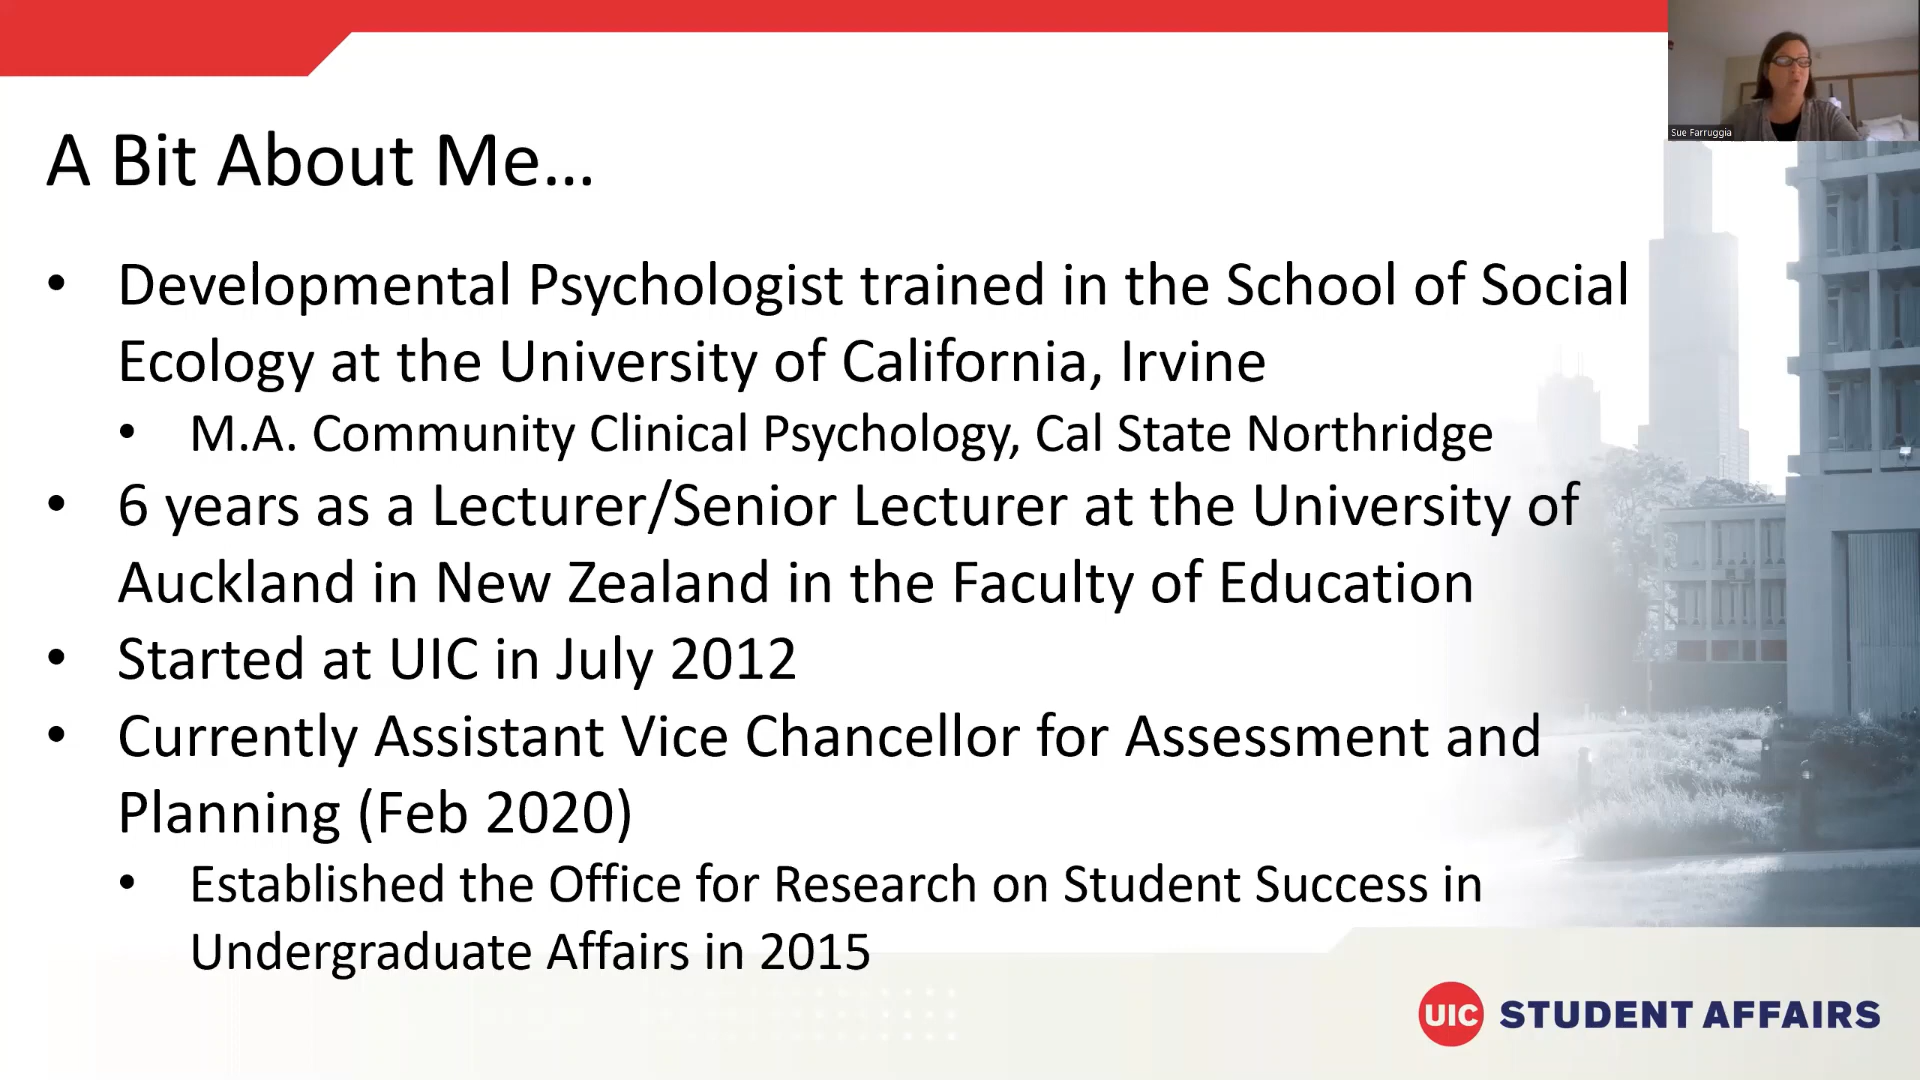 Sue Farruggia
A Bit About Me...
• Developmental Psychologist trained in the School of Social
Ecology at the University of California, Irvine
• M.A. Community Clinical Psychology, Cal State Northridge
• 6 years as a Lecturer/Senior Lecturer at the University of
Auckland in New Zealand in the Faculty of Education
• Started at UIC in July 2012
• Currently Assistant Vice Chancellor for Assessment and
Planning (Feb 2020)
• Established the Office for Research on Student Success in
Undergraduate Affairs in 2015
UIC STUDENT AFFAIRS